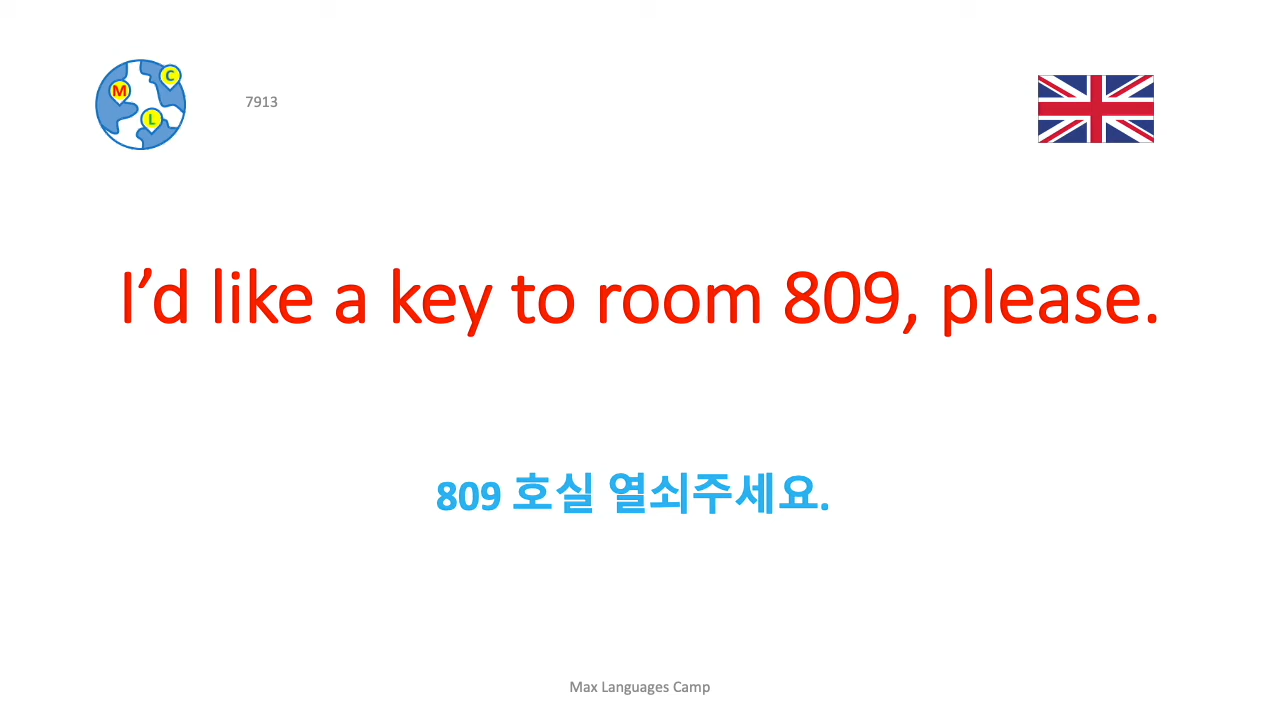 C
M
L
7913
I’d like a key to room 809, please.
809 호실 열쇠주세요.
Max Languages Camp